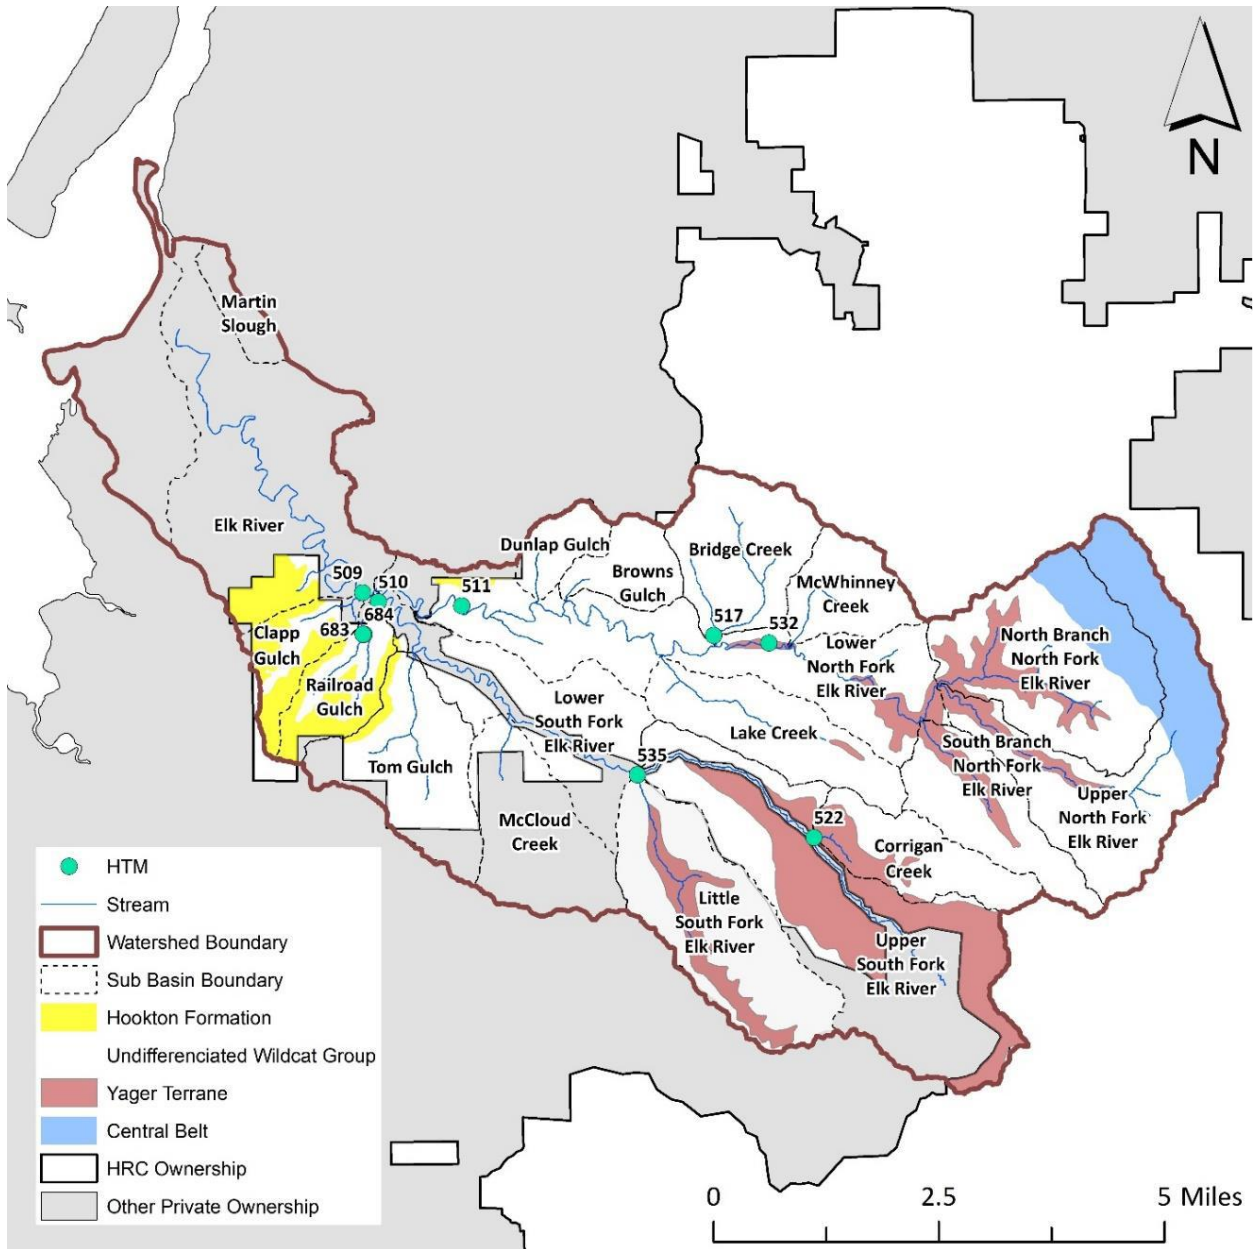 N
Martin
Slough
Elk River
Dunlap Gulch
Bridge Creek
Browns
Gulch
McWhinney
Creek
509
510
511
684
683
517
532
Clapp
Gulch
Railroad
Gulch
Lower
North Fork
Elk River
North Branch
North Fork
Elk River
Lower
South Fork
Elk River
Lake Creek
South Branch
North Fork
Elk River
Tom Gulch
535
Upper
North Fork
Elk River
McCloud
Creek
522
Corrigan
Creek
Little
South Fork
Elk River
Upper
South Fork
Elk River
HTM
Stream
Watershed Boundary
Sub Basin Boundary
Hookton Formation
Undifferenciated Wildcat Group
Yager Terrane
Central Belt
HRC Ownership
Other Private Ownership
0 2.5 5 Miles